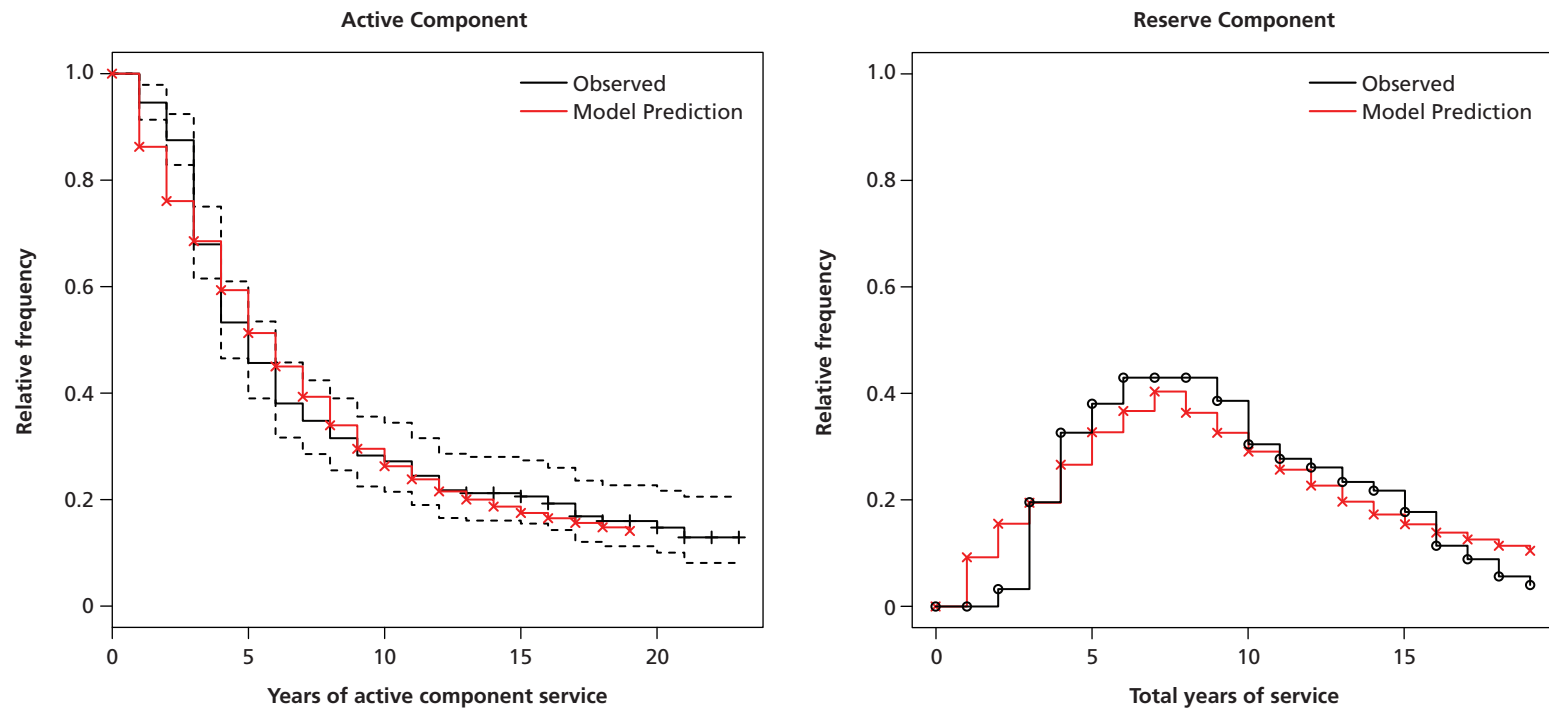 Active Component
Observed
Model Prediction
1.0
0.8
0.6
0.4
0.2
0
Relative frequency
0 5 10 15 20
Years of active component service
Reserve Component
Observed
Model Prediction
1.0
0.8
0.6
0.4
0.2
0
Relative frequency
0 5 10 15
Total years of service